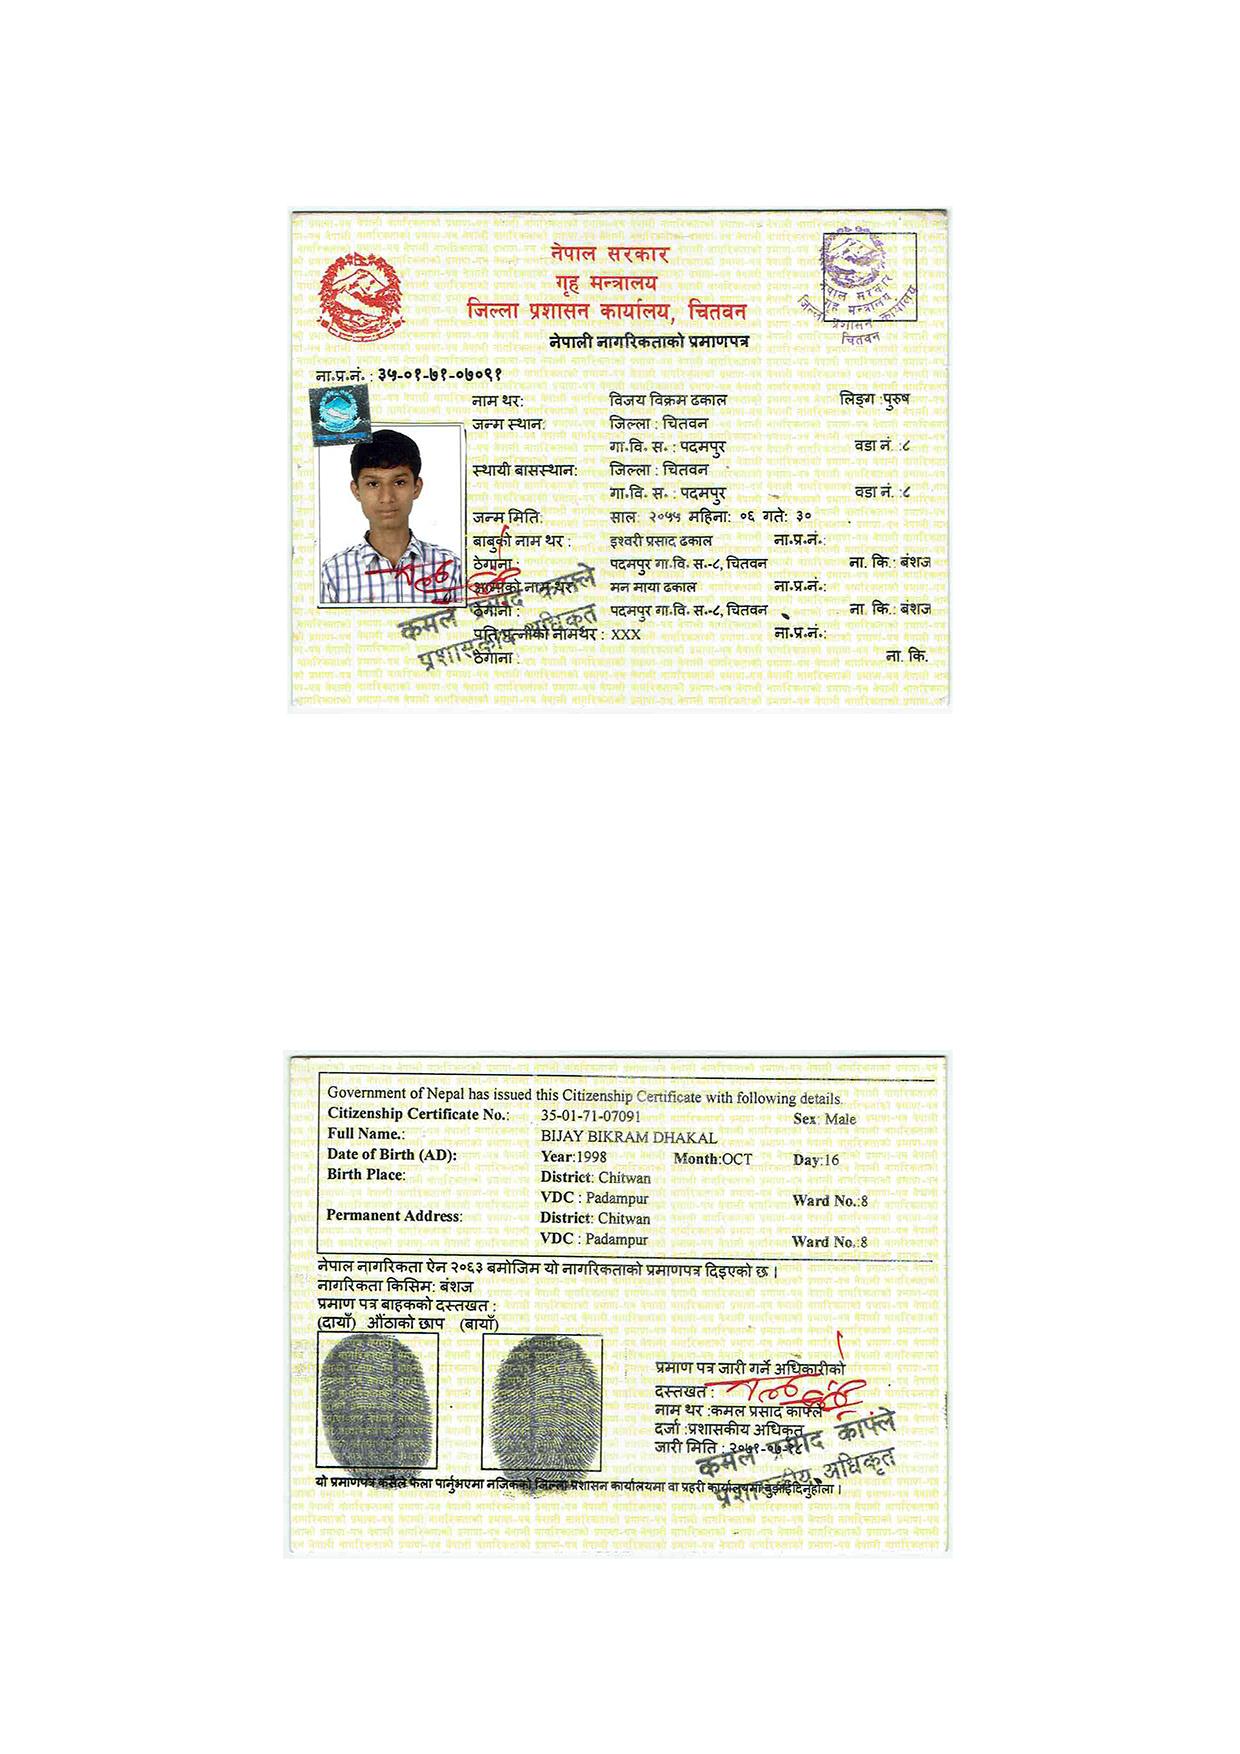 नेपाल सरकार
गृह मन्त्रालय
जिल्ला प्रशासन कार्यालय, चितवन
नेपाली नागरिकताको प्रमाणपत्र
नेपाल सरकार
गृह मन्त्रालय
जिल्ला प्रशासन कार्यालय
चितवन
ना.प्र.नं. : ३५-०१-७१-०७०९१
नाम थर: विजय विक्रम ढकाल लिङ्ग :पुरुष
जन्म स्थान: जिल्ला : चितवन
गा.वि. स. : पदमपुर वडा नं. :८
स्थायी बासस्थान: जिल्ला : चितवन
गा.वि. स. : पदमपुर वडा नं. :८
जन्म मिति: साल: २०५५ महिना: ०६ गते: ३०
बाबुको नाम थर : इश्वरी प्रसाद ढकाल ना.प्र.नं.:
ठेगाना : पदमपुर गा.वि. स.-८, चितवन ना. कि.: बंशज
आमाको नाम थर: मन माया ढकाल ना.प्र.नं.:
ठेगाना : पदमपुर गा.वि. स.-८, चितवन ना. कि.: बंशज
पति/पत्नीको नामथर : XXX ना.प्र.नं.:
ठेगाना : ना. कि.
कमल प्रसाद काफ्ले
प्रशासकीय अधिकृत
Government of Nepal has issued this Citizenship Certificate with following details.
Citizenship Certificate No.: 35-01-71-07091 Sex: Male
Full Name.: BIJAY BIKRAM DHAKAL
Date of Birth (AD): Year:1998 Month:OCT Day:16
Birth Place: District: Chitwan
VDC : Padampur Ward No.:8
Permanent Address: District: Chitwan
VDC : Padampur Ward No.:8
नेपाल नागरिकता ऐन २०६३ बमोजिम यो नागरिकताको प्रमाणपत्र दिइएको छ ।
नागरिकता किसिम: बंशज
प्रमाण पत्र बाहकको दस्तखत :
(दायाँ) औंठाको छाप (बायाँ)
प्रमाण पत्र जारी गर्ने अधिकारीको
दस्तखत :
नाम थर :कमल प्रसाद काफ्ले
दर्जा :प्रशासकीय अधिकृत
जारी मिति : २०७१-०७-१८
कमल प्रसाद काफ्ले
प्रशासकीय अधिकृत
यो प्रमाणपत्र कसैले फेला पार्नुभएमा नजिकको जिल्ला प्रशासन कार्यालयमा वा प्रहरी कार्यालयमा बुझाईदिनुहोला ।